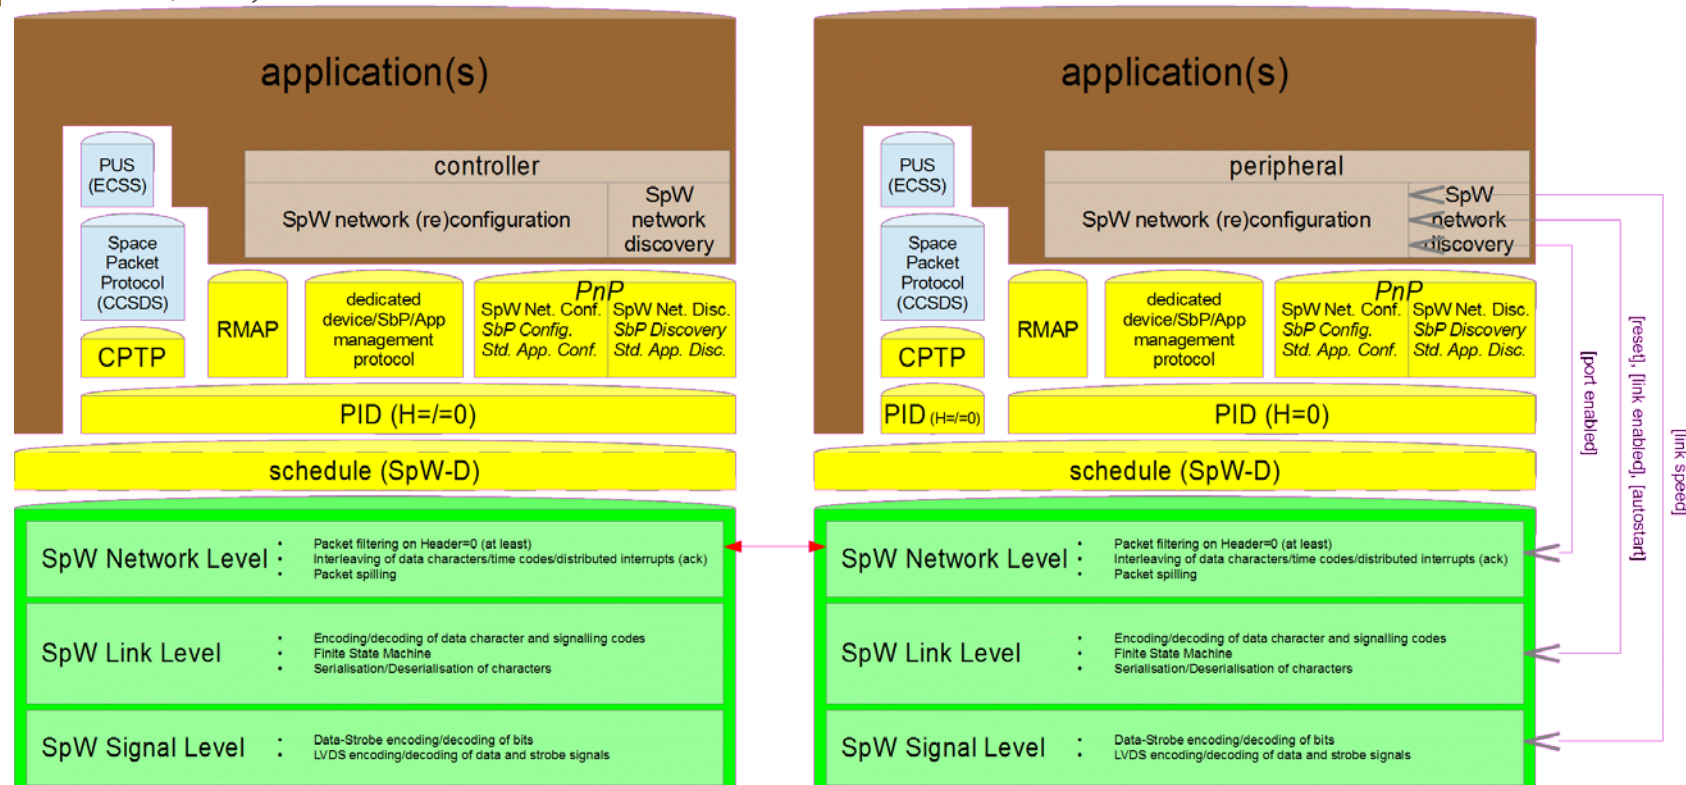 application(s)
PUS
(ECSS)
controller
SpW network (re)configuration
SpW
network
discovery
Space
Packet
Protocol
(CCSDS)
CPTP
RMAP
dedicated
device/SbP/App
management
protocol
PnP
SpW Net. Conf.
SbP Config.
Std. App. Conf.
SpW Net. Disc.
SbP Discovery
Std. App. Disc.
PID (H=/=0)
schedule (SpW-D)
SpW Network Level
• Packet filtering on Header=0 (at least)
• Interleaving of data characters/time codes/distributed interrupts (ack)
• Packet spilling
SpW Link Level
• Encoding/decoding of data character and signalling codes
• Finite State Machine
• Serialisation/Deserialisation of characters
SpW Signal Level
• Data-Strobe encoding/decoding of bits
• LVDS encoding/decoding of data and strobe signals
application(s)
PUS
(ECSS)
peripheral
SpW network (re)configuration
SpW
network
discovery
Space
Packet
Protocol
(CCSDS)
CPTP
RMAP
dedicated
device/SbP/App
management
protocol
PnP
SpW Net. Conf.
SbP Config.
Std. App. Conf.
SpW Net. Disc.
SbP Discovery
Std. App. Disc.
PID (H=/=0)
PID (H=0)
schedule (SpW-D)
SpW Network Level
• Packet filtering on Header=0 (at least)
• Interleaving of data characters/time codes/distributed interrupts (ack)
• Packet spilling
SpW Link Level
• Encoding/decoding of data character and signalling codes
• Finite State Machine
• Serialisation/Deserialisation of characters
SpW Signal Level
• Data-Strobe encoding/decoding of bits
• LVDS encoding/decoding of data and strobe signals
[port enabled]
[reset], [link enabled], [autostart]
[link speed]